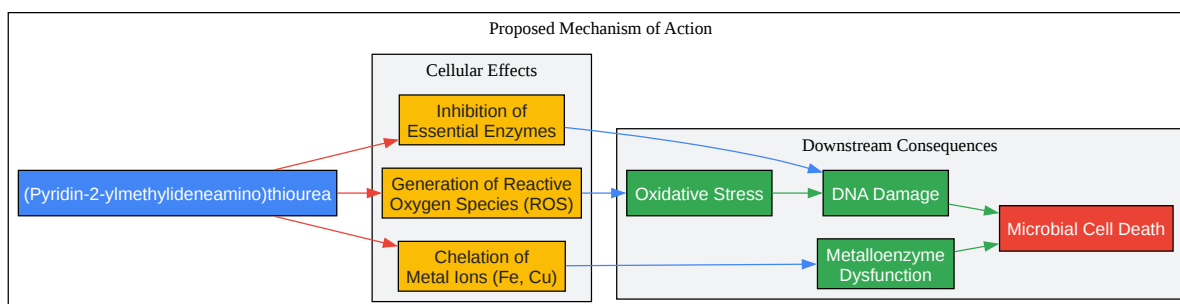 Proposed Mechanism of Action
Cellular Effects
Inhibition of
Essential Enzymes
Downstream Consequences
(Pyridin-2-ylmethylideneamino)thiourea
Generation of Reactive
Oxygen Species (ROS)
Oxidative Stress
DNA Damage
Microbial Cell Death
Chelation of
Metal Ions (Fe, Cu)
Metalloenzyme
Dysfunction